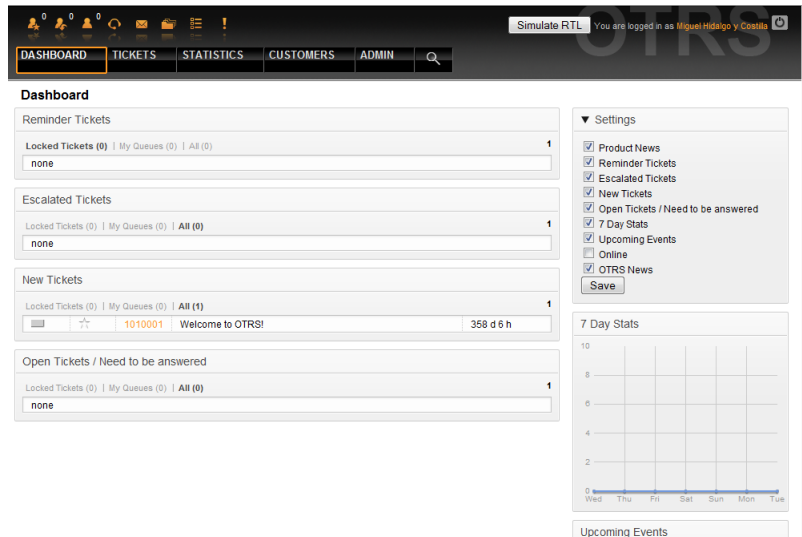 0 0 0
OTRS
Simulate RTL You are logged in as Miguel Hidalgo y Costilla
DASHBOARD TICKETS STATISTICS CUSTOMERS ADMIN
Dashboard
Reminder Tickets
Locked Tickets (0) | My Queues (0) | All (0) 1
none
Escalated Tickets
Locked Tickets (0) | My Queues (0) | All (0) 1
none
New Tickets
Locked Tickets (0) | My Queues (0) | All (1) 1
1010001 Welcome to OTRS! 358 d 6 h
Open Tickets / Need to be answered
Locked Tickets (0) | My Queues (0) | All (0) 1
none
▼ Settings
Product News
Reminder Tickets
Escalated Tickets
New Tickets
Open Tickets / Need to be answered
7 Day Stats
Upcoming Events
Online
OTRS News
Save
7 Day Stats
10
8
6
4
2
0
Wed Thu Fri Sat Sun Mon Tue
Upcoming Events